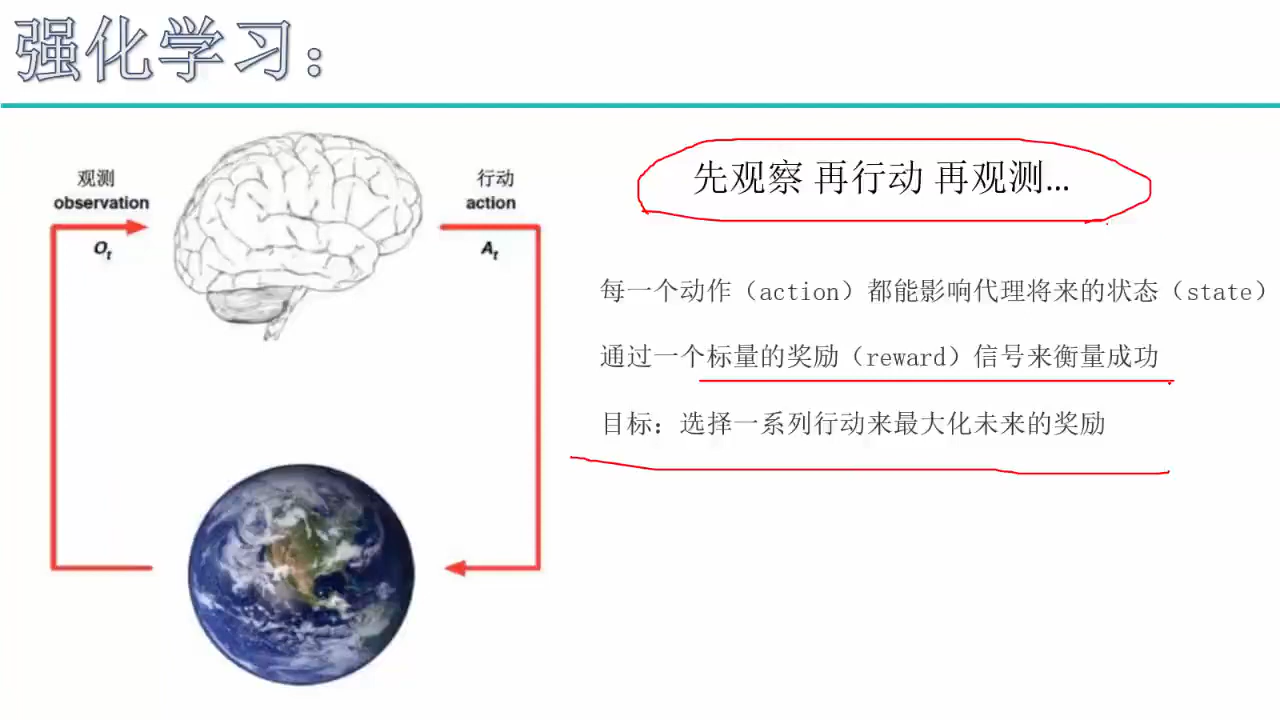 强化学习：
观测
observation
Ot
行动
action
At
先观察 再行动 再观测...
每一个动作（action）都能影响代理将来的状态（state）
通过一个标量的奖励（reward）信号来衡量成功
目标：选择一系列行动来最大化未来的奖励